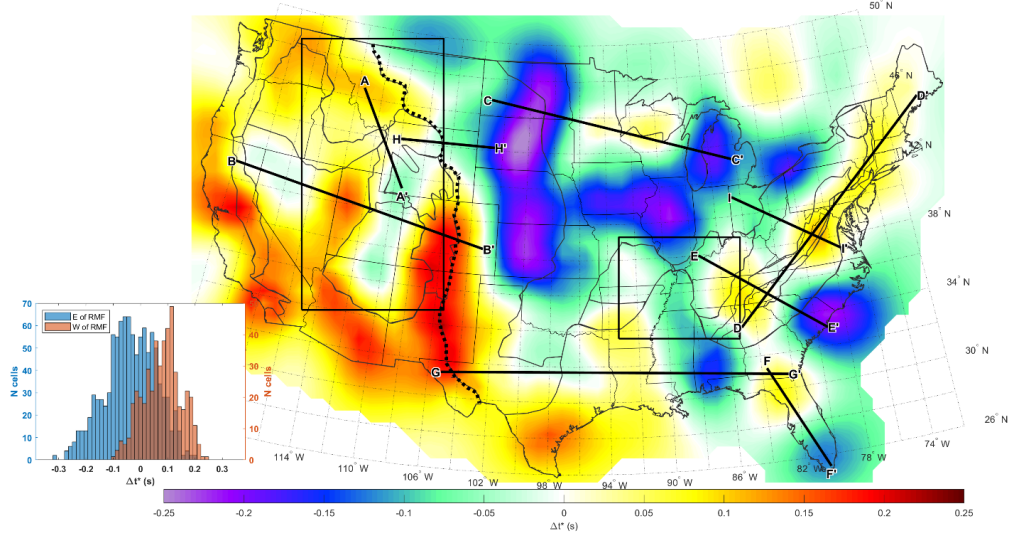 50° N
46° N
42° N
38° N
34° N
30° N
26° N
A
C
D'
H
H'
C'
B
A'
I
B'
I'
E
D
E'
F
G
G
F'
70
60
50
40
30
20
10
0
N cells
E of RMF
W of RMF
40
30
20
10
0
N cells
-0.3 -0.2 -0.1 0 0.1 0.2 0.3
Δt* (s)
114° W
110° W
106° W
102° W
98° W
94° W
90° W
86° W
82° W
78° W
74° W
-0.25 -0.2 -0.15 -0.1 -0.05 0 0.05 0.1 0.15 0.2 0.25
Δt* (s)